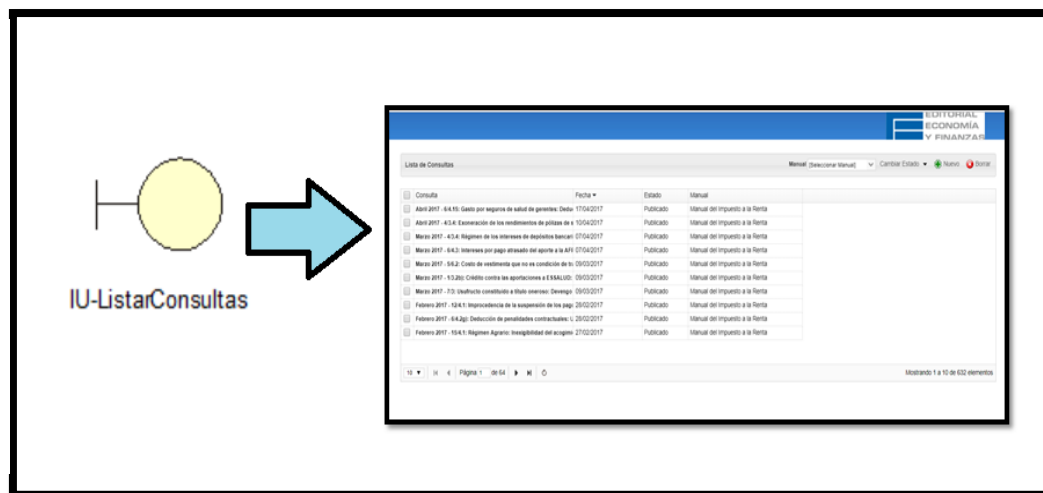 EDITORIAL
ECONOMÍA
Y FINANZAS
Lista de Consultas Manual [Seleccionar Manual] Cambiar Estado Nuevo Borrar
Consulta Fecha Estado Manual
Abril 2017 - 6/4.15: Gasto por seguros de salud de gerentes: Dedu 17/04/2017 Publicado Manual del Impuesto a la Renta
Abril 2017 - 4/3.4: Exoneración de los rendimientos de pólizas de s 10/04/2017 Publicado Manual del Impuesto a la Renta
Marzo 2017 - 4/3.4: Régimen de los intereses de depósitos bancari 07/04/2017 Publicado Manual del Impuesto a la Renta
Marzo 2017 - 6/4.3: Intereses por pago atrasado del aporte a la AFP 07/04/2017 Publicado Manual del Impuesto a la Renta
Marzo 2017 - 5/6.2: Costo de vestimenta que no es condición de tr 09/03/2017 Publicado Manual del Impuesto a la Renta
Marzo 2017 - Crédito contra las aportaciones a ESSALUD: 09/03/2017 Publicado Manual del Impuesto a la Renta
Marzo 2017 - 7/3: Usufructo constituido a título oneroso: Devengo 09/03/2017 Publicado Manual del Impuesto a la Renta
Febrero 2017 - 12/4.1: Improcedencia de la suspensión de los pago 28/02/2017 Publicado Manual del Impuesto a la Renta
Febrero 2017 - 6/4.2g): Deducción de penalidades contractuales: L 28/02/2017 Publicado Manual del Impuesto a la Renta
Febrero 2017 - 15/4.1: Régimen Agrario: Inexigibilidad del acogimie 27/02/2017 Publicado Manual del Impuesto a la Renta
10 Página 1 de 64 Mostrando 1 a 10 de 632 elementos
IU-ListarConsultas